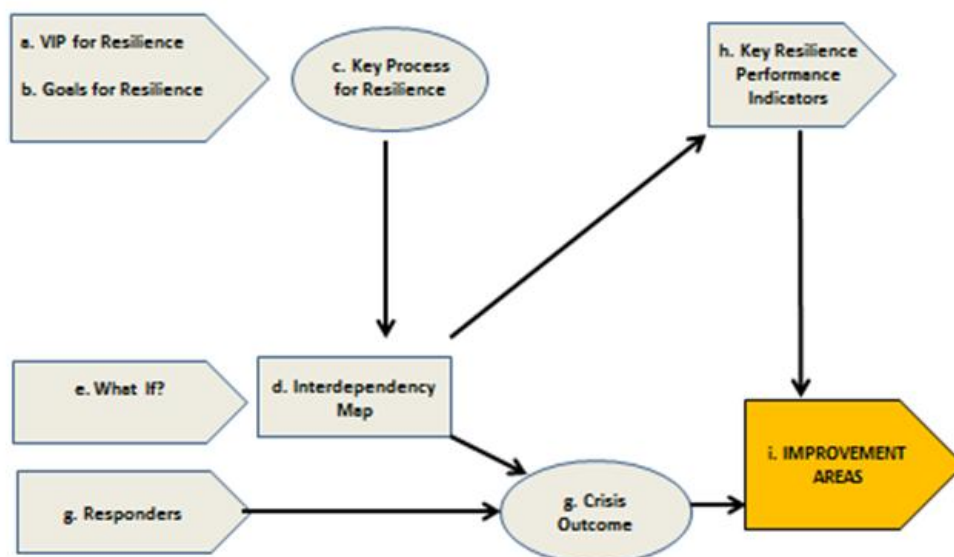 a. VIP for Resilience
b. Goals for Resilience
c. Key Process
for Resilience
h. Key Resilience
Performance
Indicators
e. What If?
d. Interdependency
Map
i. IMPROVEMENT
AREAS
g. Responders
g. Crisis
Outcome